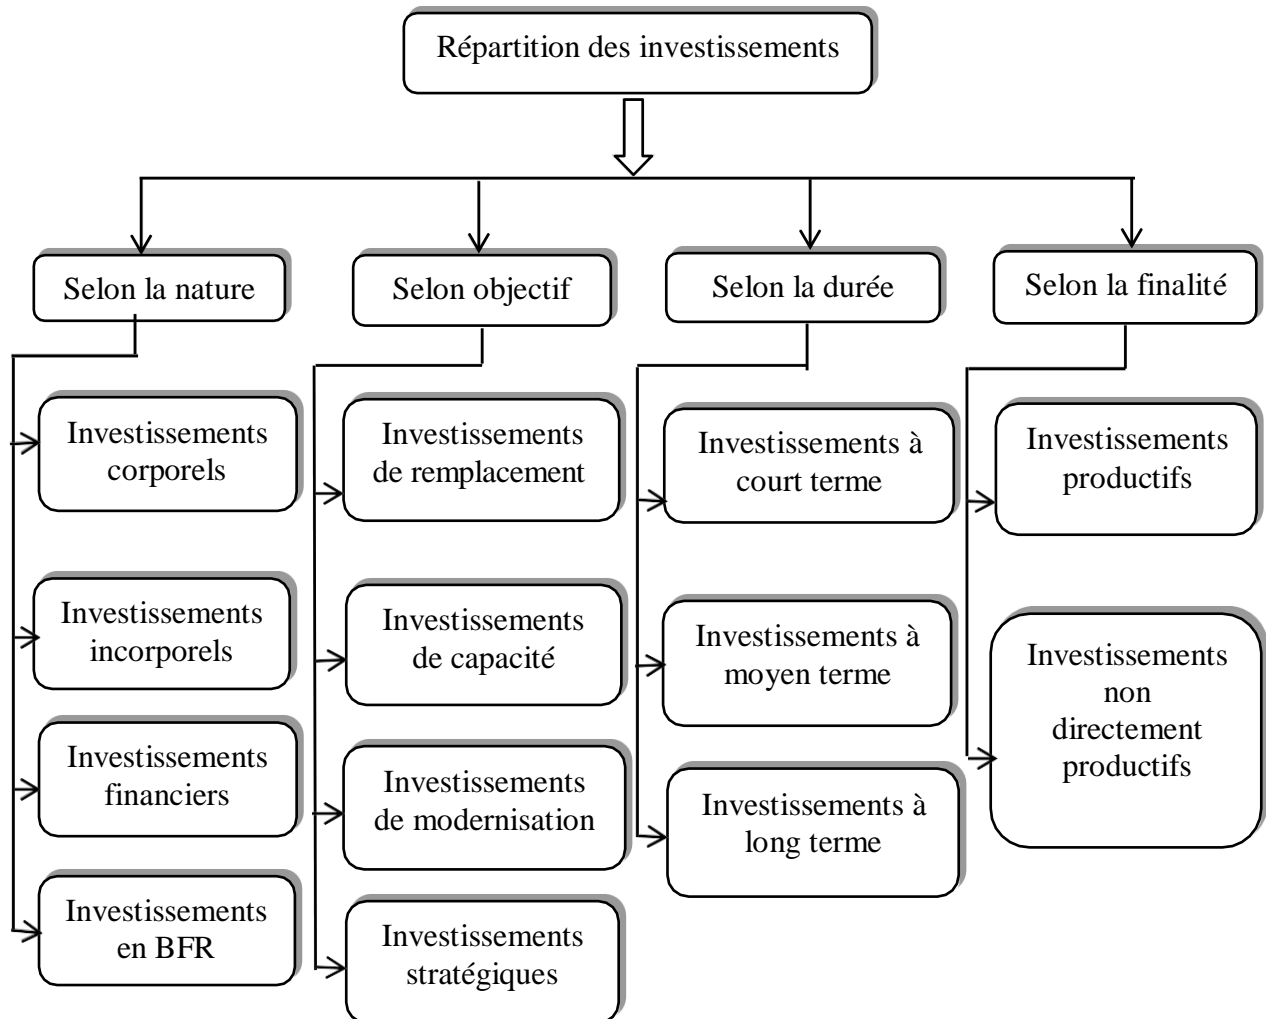 Répartition des investissements
Selon la nature
Selon objectif
Selon la durée
Selon la finalité
Investissements
corporels
Investissements
incorporels
Investissements
financiers
Investissements
en BFR
Investissements
de remplacement
Investissements
de capacité
Investissements
de modernisation
Investissements
stratégiques
Investissements à
court terme
Investissements à
moyen terme
Investissements à
long terme
Investissements
productifs
Investissements
non
directement
productifs